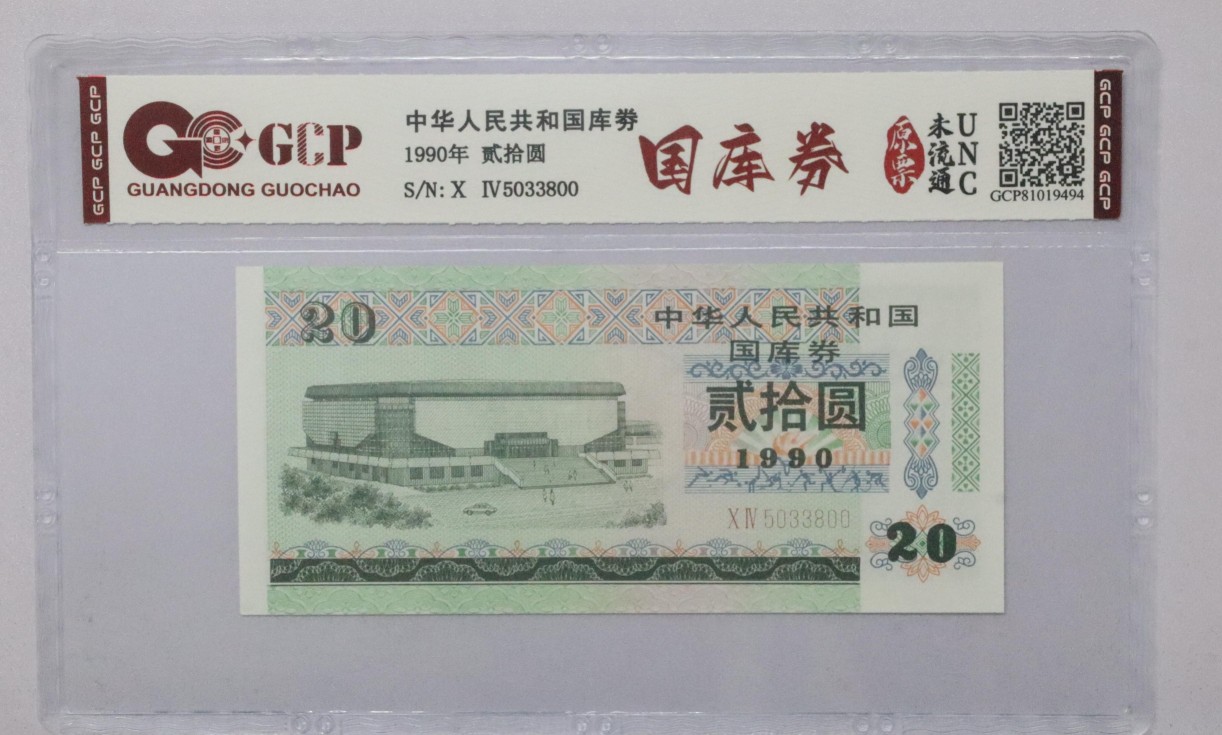 GCP GCP GCP
GCP
GUANGDONG GUOCHAO
中华人民共和国库券
1990年 贰拾圆
S/N: X IV5033800
国库券
原票
未流通
UNC
GCP81019494
GCP GCP GCP
20
中华人民共和国
国库券
贰拾圆
1990
XIV5033800
20